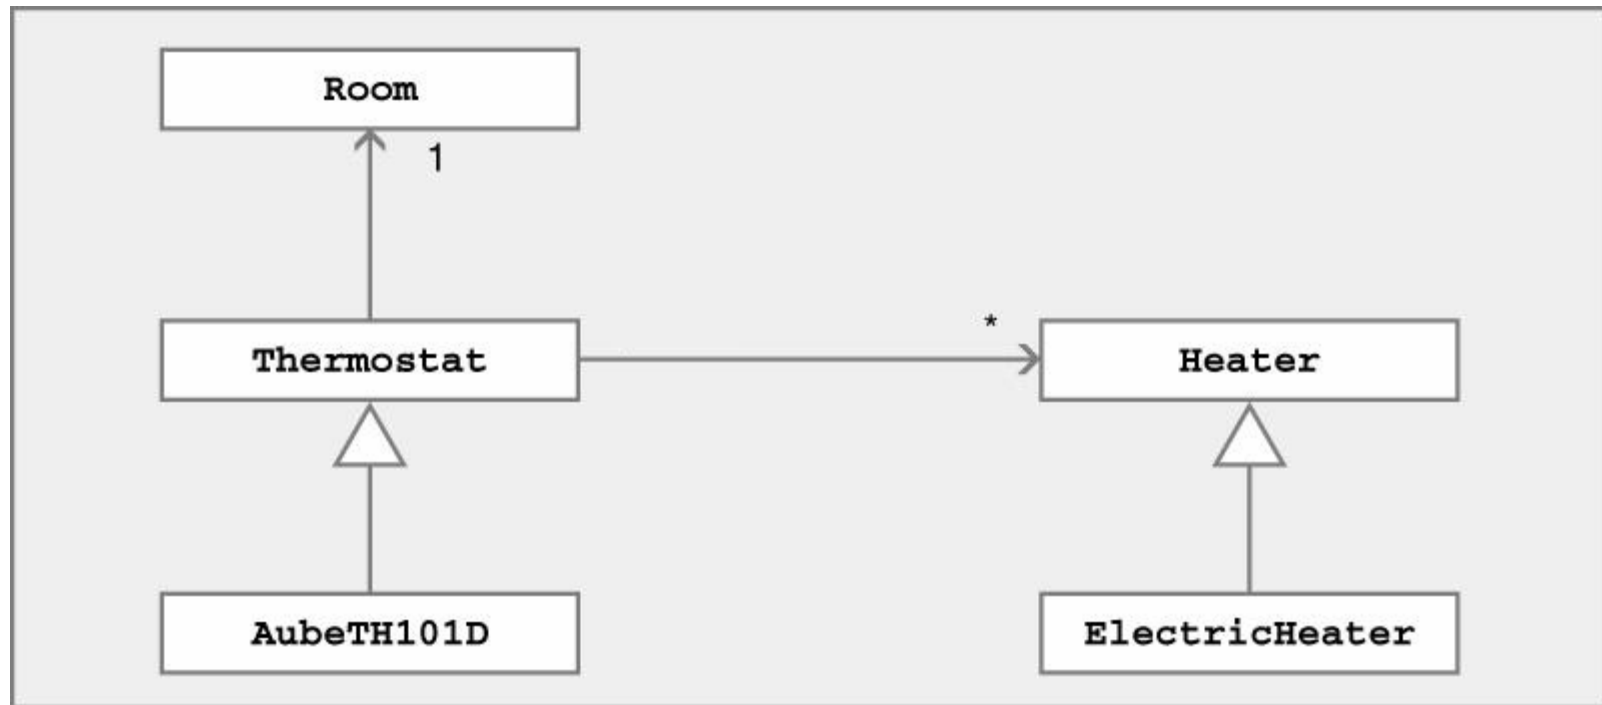 Room
1
Thermostat
*
Heater
AubeTH101D
ElectricHeater